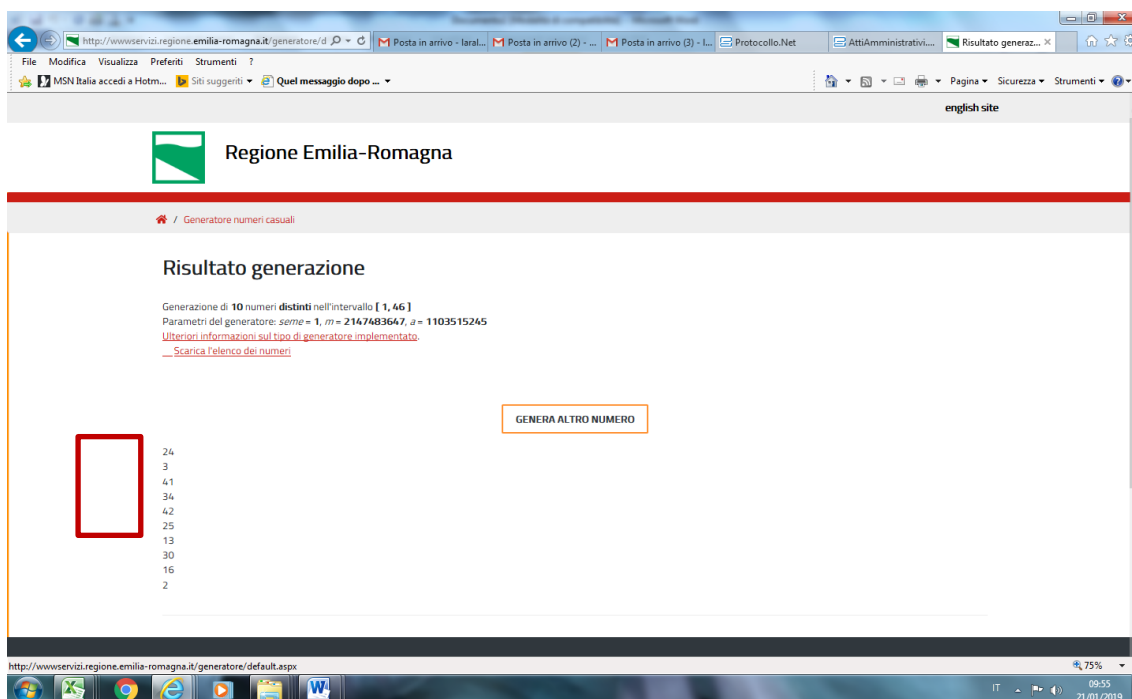 http://wwwservizi.regione.emilia-romagna.it/generatore/d
Posta in arrivo - laral...
Posta in arrivo (2) - ...
Posta in arrivo (3) - l...
Protocollo.Net
AttiAmministrativi....
Risultato generaz...
File Modifica Visualizza Preferiti Strumenti ?
MSN Italia accedi a Hotm... Siti suggeriti Quel messaggio dopo ... Pagina Sicurezza Strumenti
english site
Regione Emilia-Romagna
/ Generatore numeri casuali
Risultato generazione
Generazione di 10 numeri distinti nell'intervallo [ 1, 46 ]
Parametri del generatore: seme = 1, m = 2147483647, a = 1103515245
Ulteriori informazioni sul tipo di generatore implementato.
Scarica l'elenco dei numeri
GENERA ALTRO NUMERO
24
3
41
34
42
25
13
30
16
2
http://wwwservizi.regione.emilia-romagna.it/generatore/default.aspx
75%
IT
09:55
21/01/2019